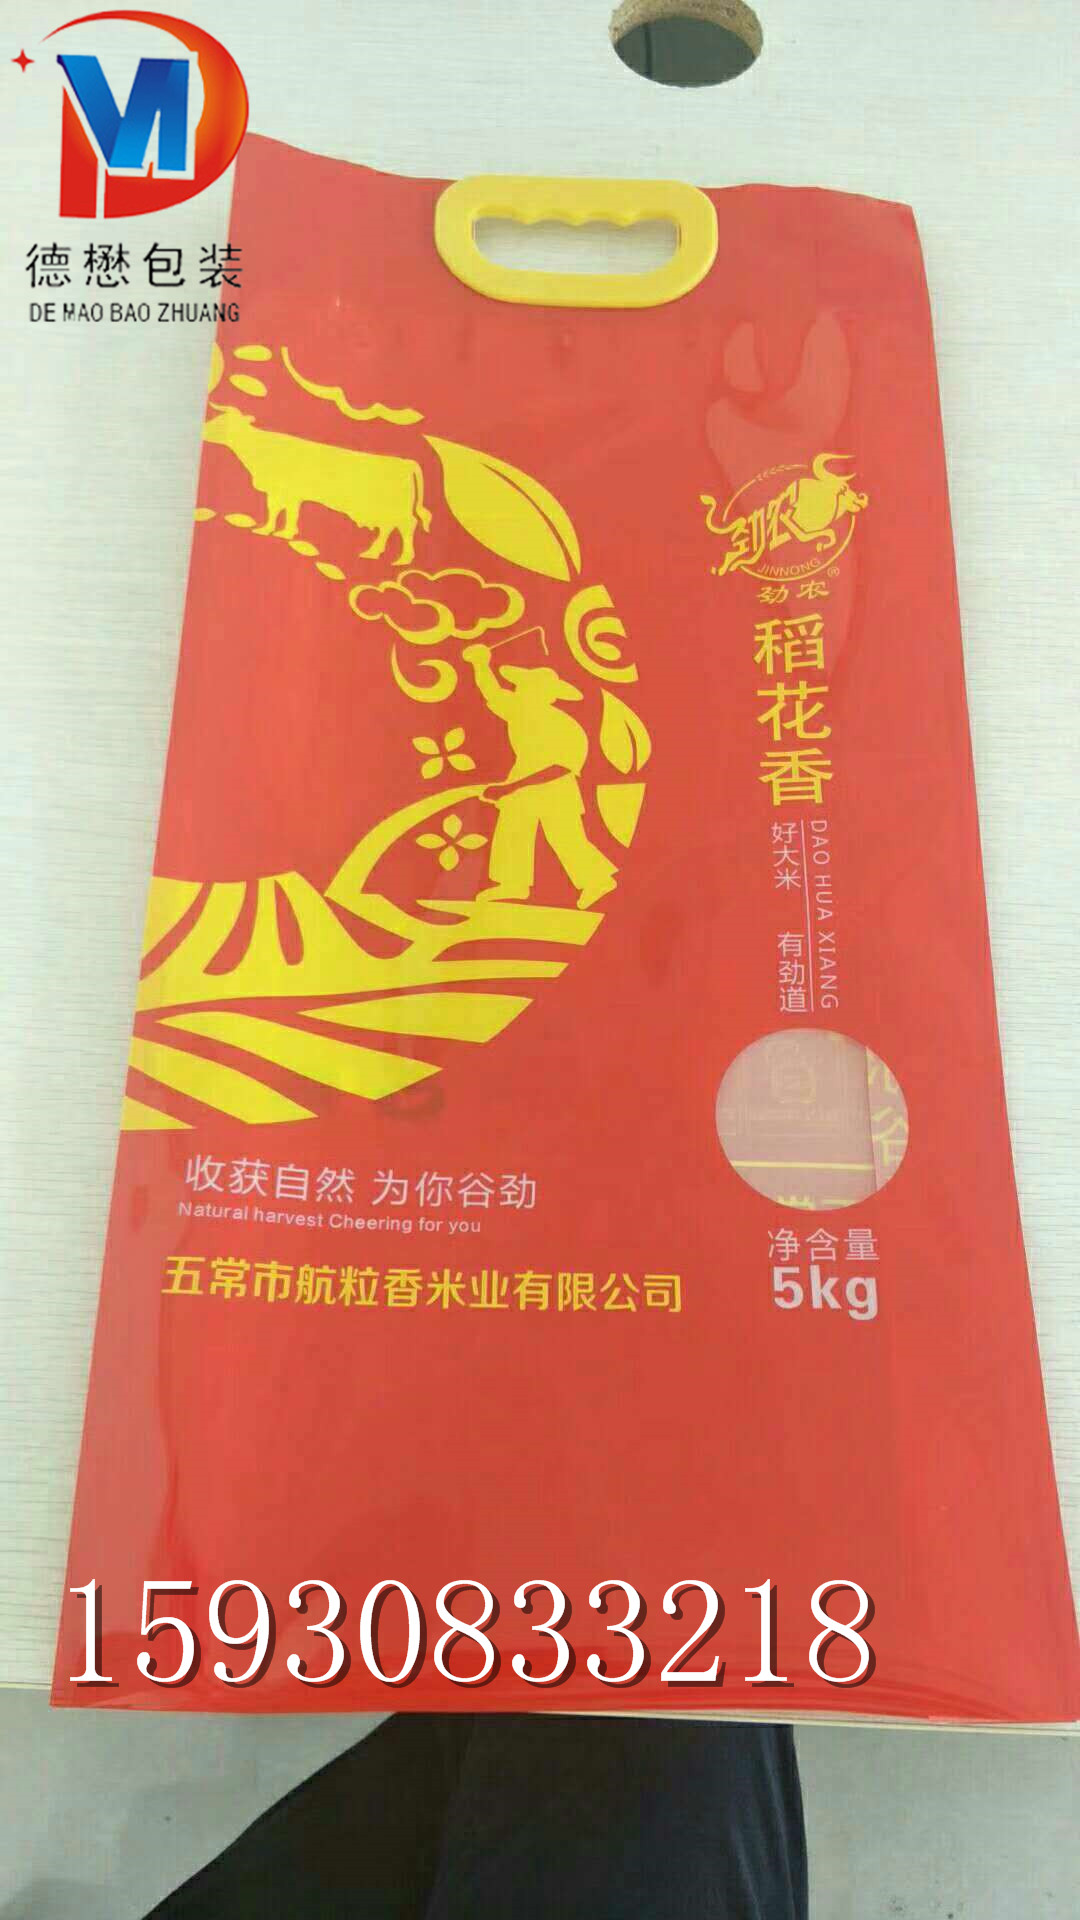 德懋包装
DE MAO BAO ZHUANG
劲农
JINNONG
®
劲农
稻花香
好大米 有劲道
DAO HUA XIANG
收获自然 为你谷劲
Natural harvest Cheering for you
五常市航粒香米业有限公司
净含量
5kg
15930833218